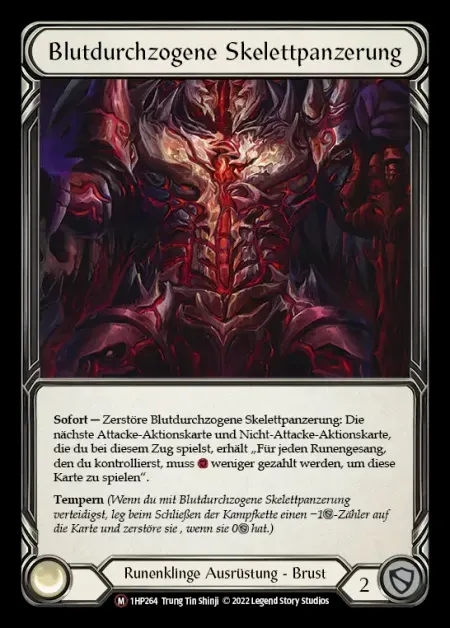 Blutdurchzogene Skelettpanzerung
Sofort — Zerstöre Blutdurchzogene Skelettpanzerung: Die
nächste Attacke-Aktionskarte und Nicht-Attacke-Aktionskarte,
die du bei diesem Zug spielst, erhält „Für jeden Runengesang,
den du kontrollierst, muss weniger gezahlt werden, um diese
Karte zu spielen“.
Tempern (Wenn du mit Blutdurchzogene Skelettpanzerung
verteidigst, leg beim Schließen der Kampfkette einen −1-Zähler auf
die Karte und zerstöre sie , wenn sie 0 hat.)
Runenklinge Ausrüstung - Brust
2
M 1HP264 Trung Tin Shinji © 2022 Legend Story Studios